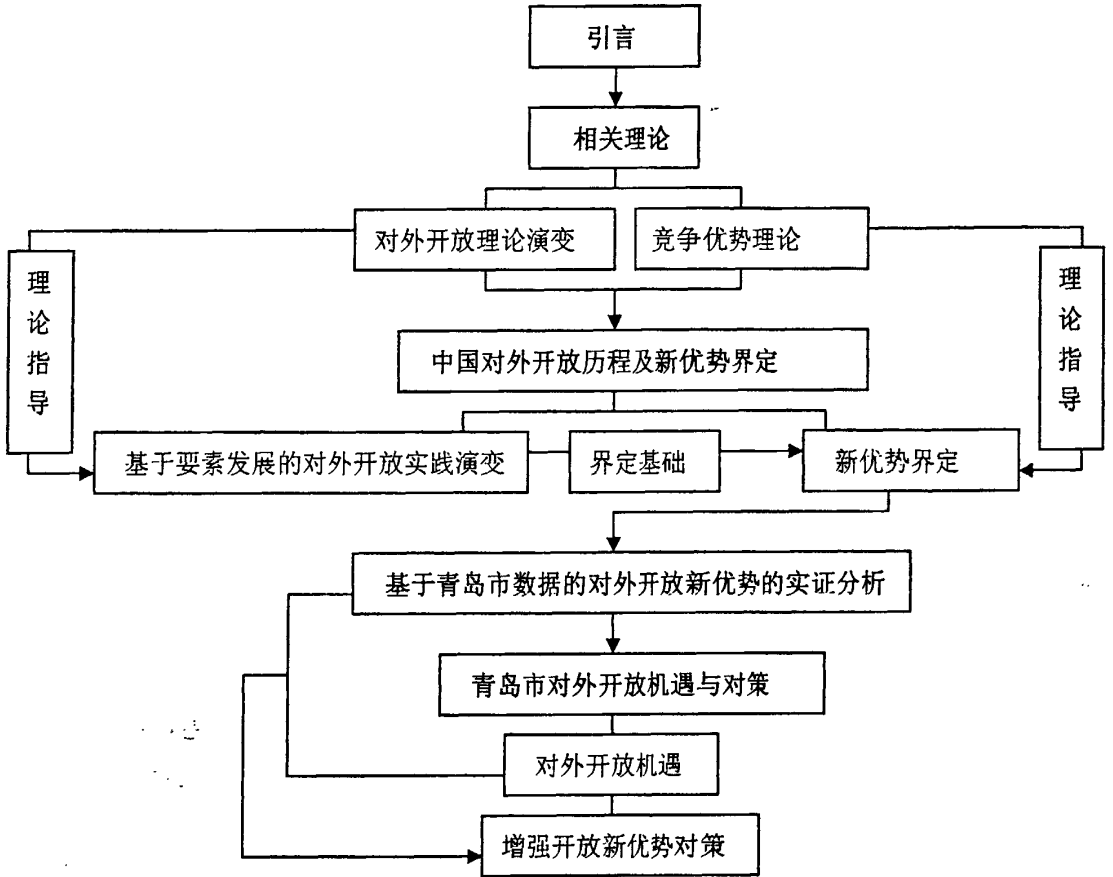 引言
相关理论
对外开放理论演变
竞争优势理论
理论指导
理论指导
中国对外开放历程及新优势界定
基于要素发展的对外开放实践演变
界定基础
新优势界定
基于青岛市数据的对外开放新优势的实证分析
青岛市对外开放机遇与对策
对外开放机遇
增强开放新优势对策